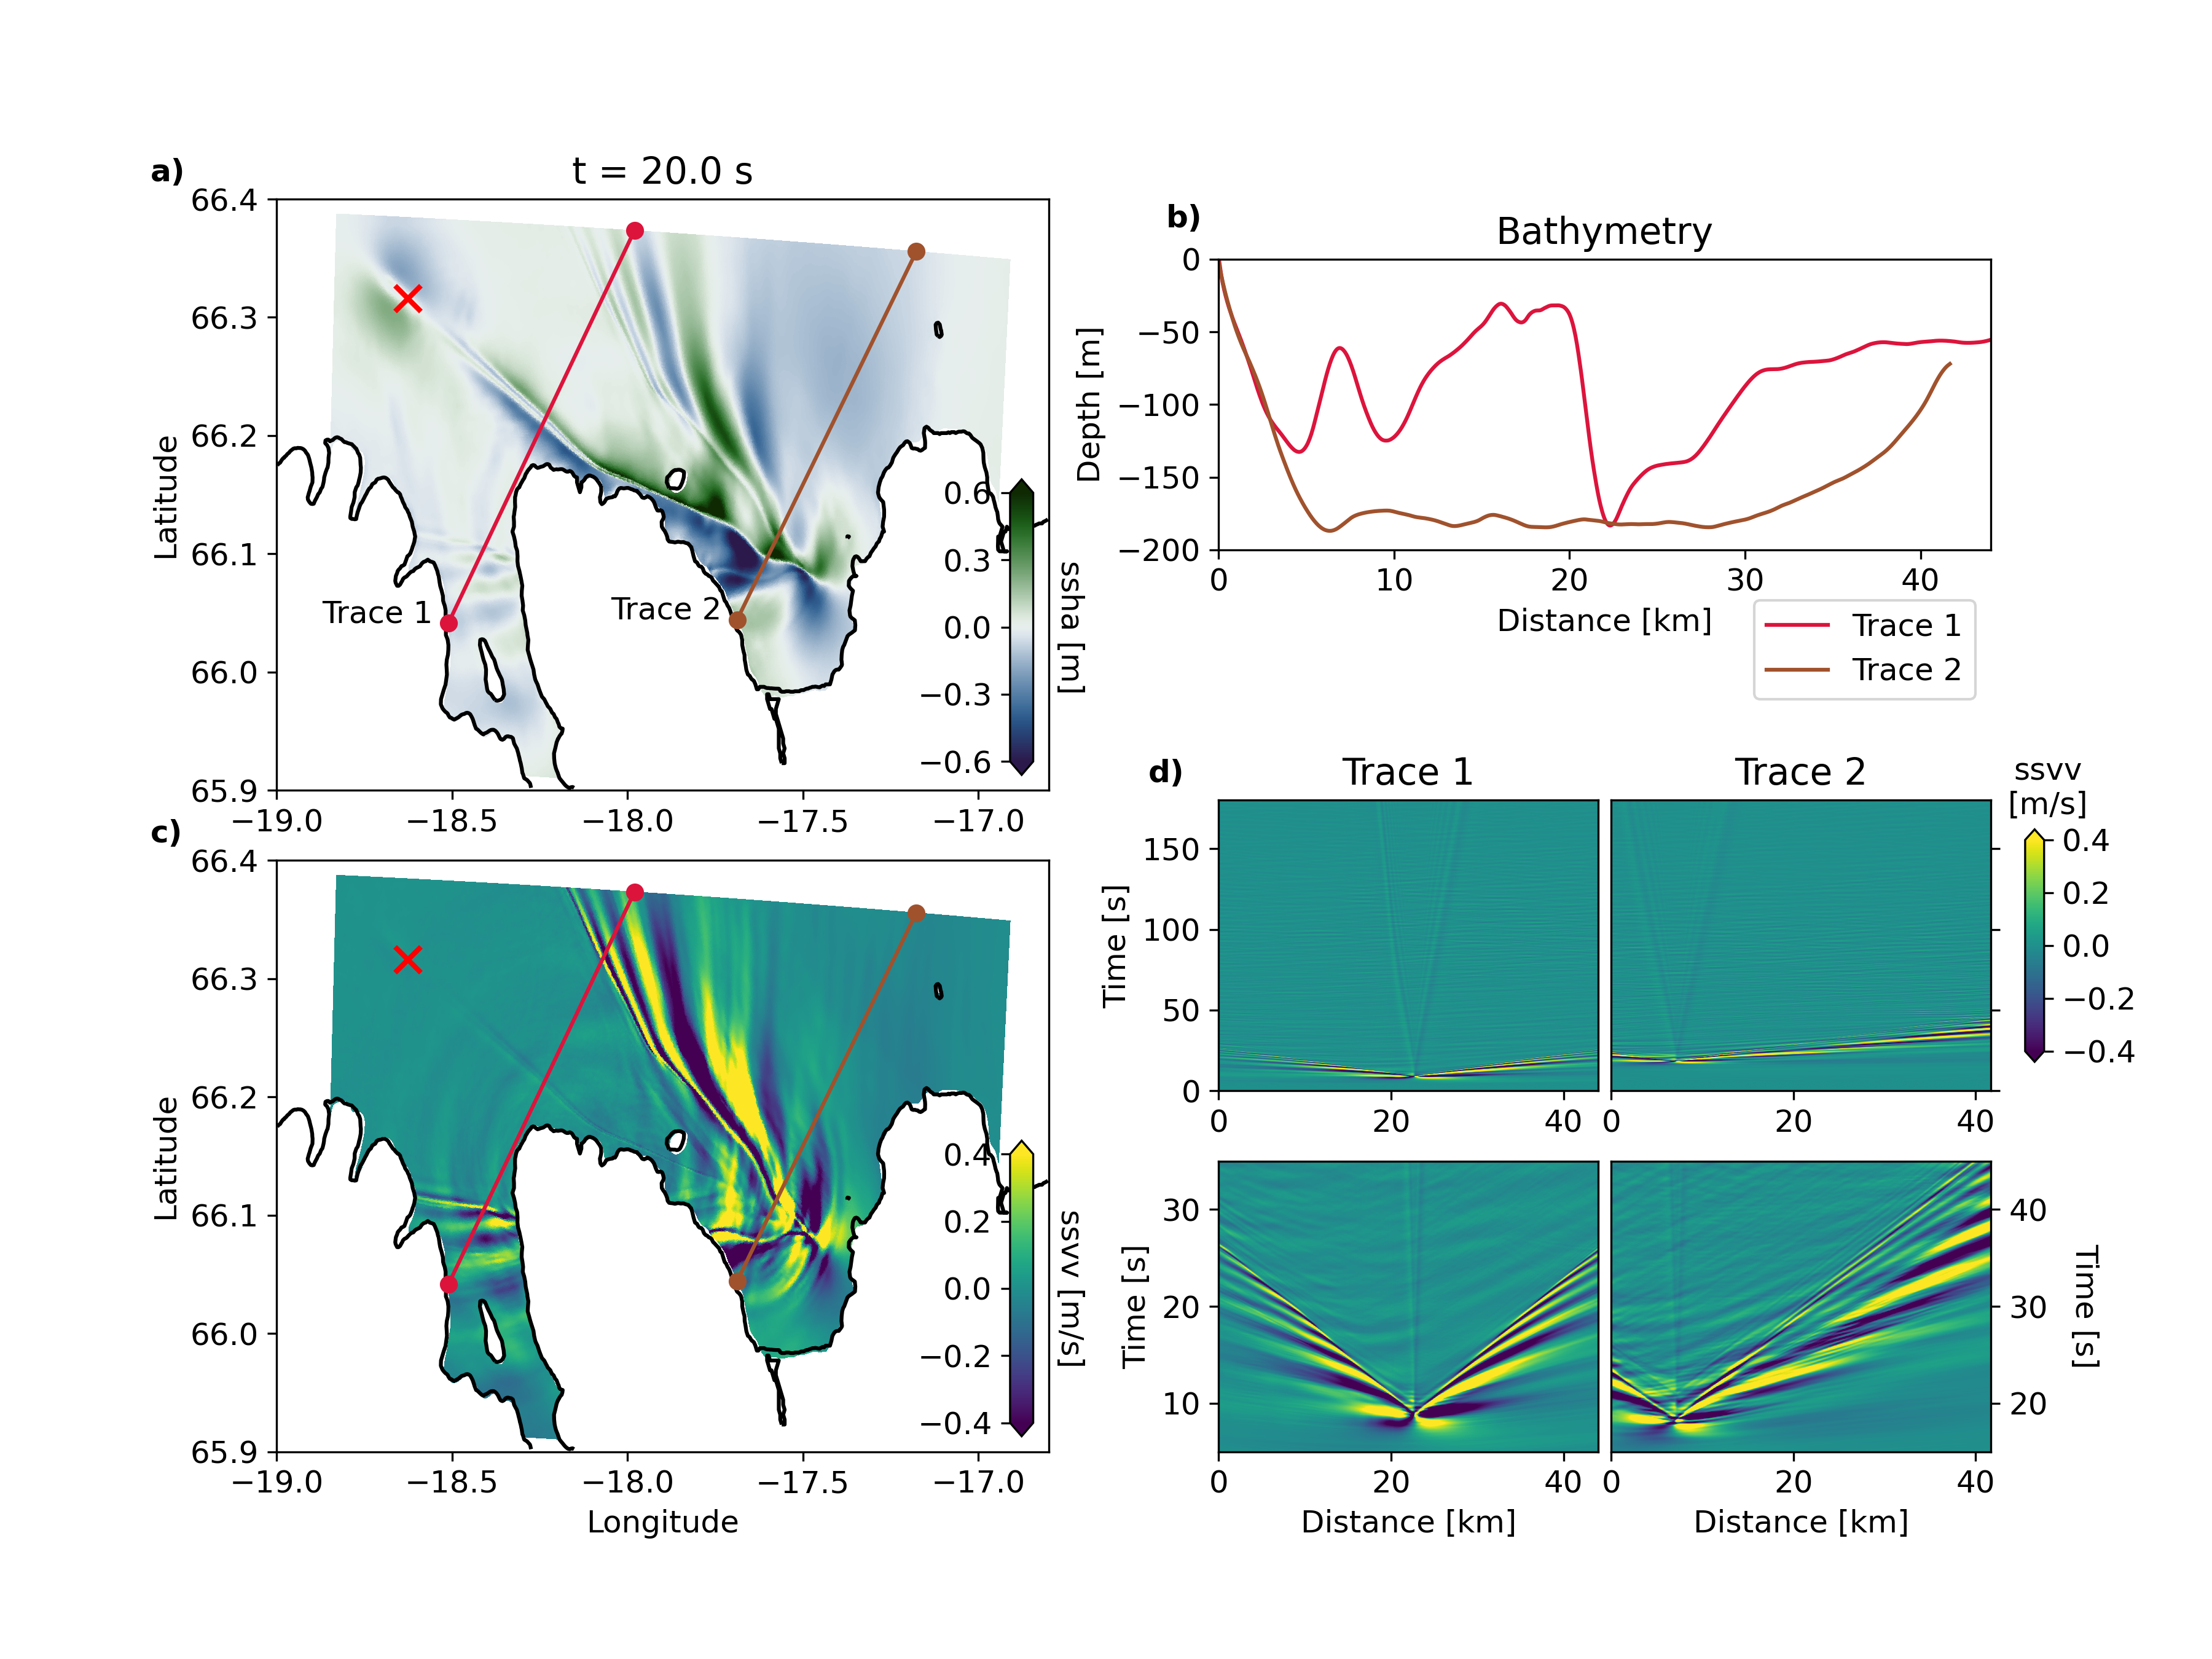 a)
t = 20.0 s
66.4
66.3
66.2
66.1
66.0
65.9
Latitude
−19.0
−18.5
−18.0
−17.5
−17.0
Trace 1
Trace 2
0.6
0.3
0.0
−0.3
−0.6
ssha [m]
b)
Bathymetry
0
−50
−100
−150
−200
Depth [m]
0
10
20
30
40
Distance [km]
Trace 1
Trace 2
c)
66.4
66.3
66.2
66.1
66.0
65.9
Latitude
−19.0
−18.5
−18.0
−17.5
−17.0
Longitude
0.4
0.2
0.0
−0.2
−0.4
ssvv [m/s]
d)
Trace 1
Trace 2
ssvv
[m/s]
0.4
0.2
0.0
−0.2
−0.4
150
100
50
0
Time [s]
0
20
40
0
20
40
30
20
10
Time [s]
40
30
20
Time [s]
0
20
40
0
20
40
Distance [km]
Distance [km]